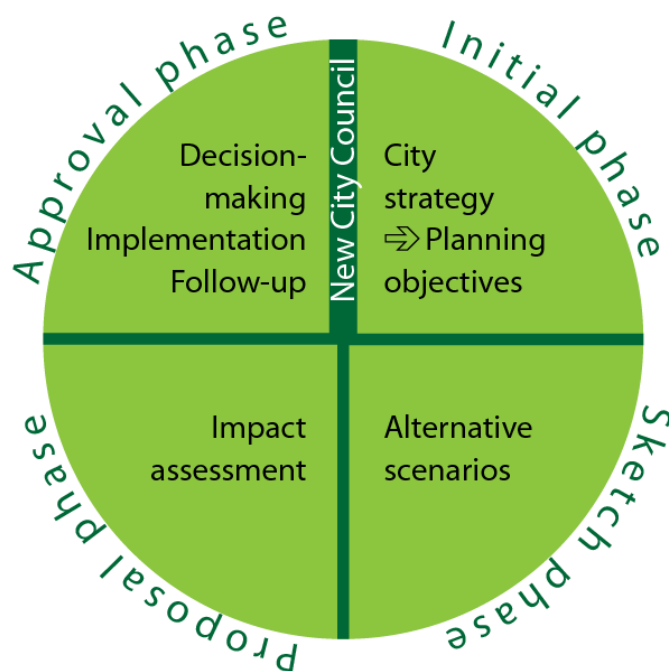 Approval phase
Initial phase
New City Council
Decision-
making
Implementation
Follow-up
City
strategy
⇨ Planning
objectives
Impact
assessment
Alternative
scenarios
Proposal phase
Sketch phase